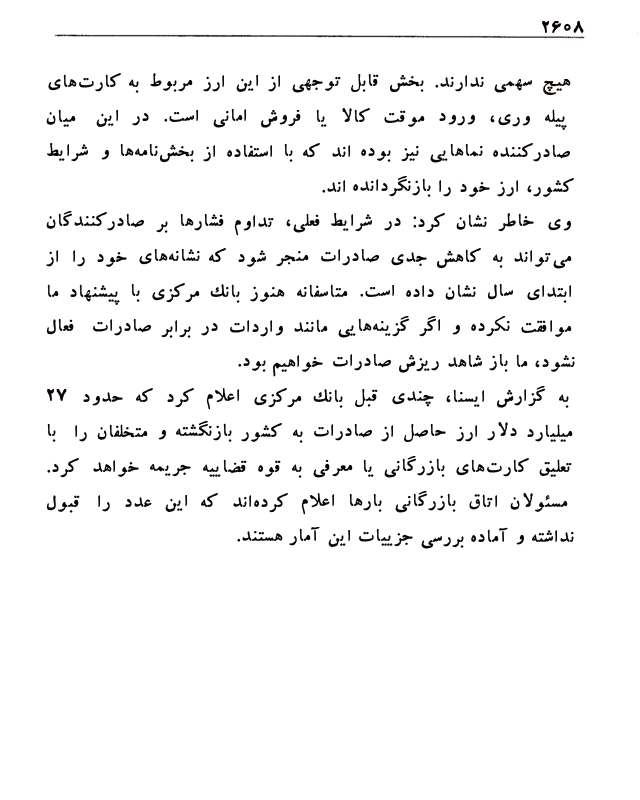 ۲۶۰۸
هیچ سهمی ندارند. بخش قابل توجهی از این ارز مربوط به کارت‌های
پیله وری، ورود موقت کالا یا فروش امانی است. در این میان
صادرکننده نماهایی نیز بوده اند که با استفاده از بخش‌نامه‌ها و شرایط
کشور، ارز خود را بازنگردانده اند.
وی خاطر نشان کرد: در شرایط فعلی، تداوم فشارها بر صادرکنندگان
می‌تواند به کاهش جدی صادرات منجر شود که نشانه‌های خود را از
ابتدای سال نشان داده است. متاسفانه هنوز بانک مرکزی با پیشنهاد ما
موافقت نکرده و اگر گزینه‌هایی مانند واردات در برابر صادرات فعال
نشود، ما باز شاهد ریزش صادرات خواهیم بود.
به گزارش ایسنا، چندی قبل بانک مرکزی اعلام کرد که حدود ۲۷
میلیارد دلار ارز حاصل از صادرات به کشور بازنگشته و متخلفان را با
تعلیق کارت‌های بازرگانی یا معرفی به قوه قضاییه جریمه خواهد کرد.
مسئولان اتاق بازرگانی بارها اعلام کرده‌اند که این عدد را قبول
نداشته و آماده بررسی جزییات این آمار هستند.